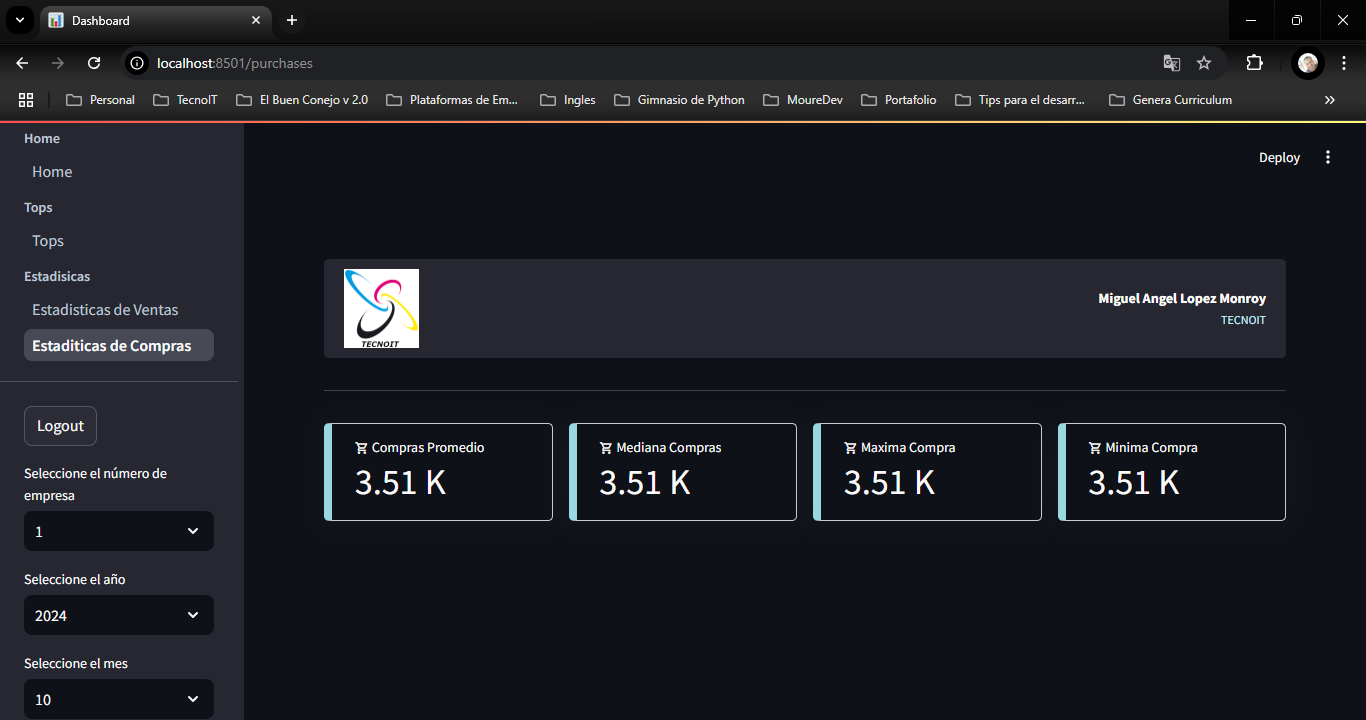 Dashboard
localhost:8501/purchases
Personal
TecnoIT
El Buen Conejo v 2.0
Plataformas de Em...
Ingles
Gimnasio de Python
MoureDev
Portafolio
Tips para el desarr...
Genera Curriculum
Home
Home
Tops
Tops
Estadisicas
Estadisticas de Ventas
Estaditicas de Compras
Logout
Seleccione el número de
empresa
1
Seleccione el año
2024
Seleccione el mes
10
Deploy
TECNOIT
Miguel Angel Lopez Monroy
TECNOIT
Compras Promedio
3.51 K
Mediana Compras
3.51 K
Maxima Compra
3.51 K
Minima Compra
3.51 K